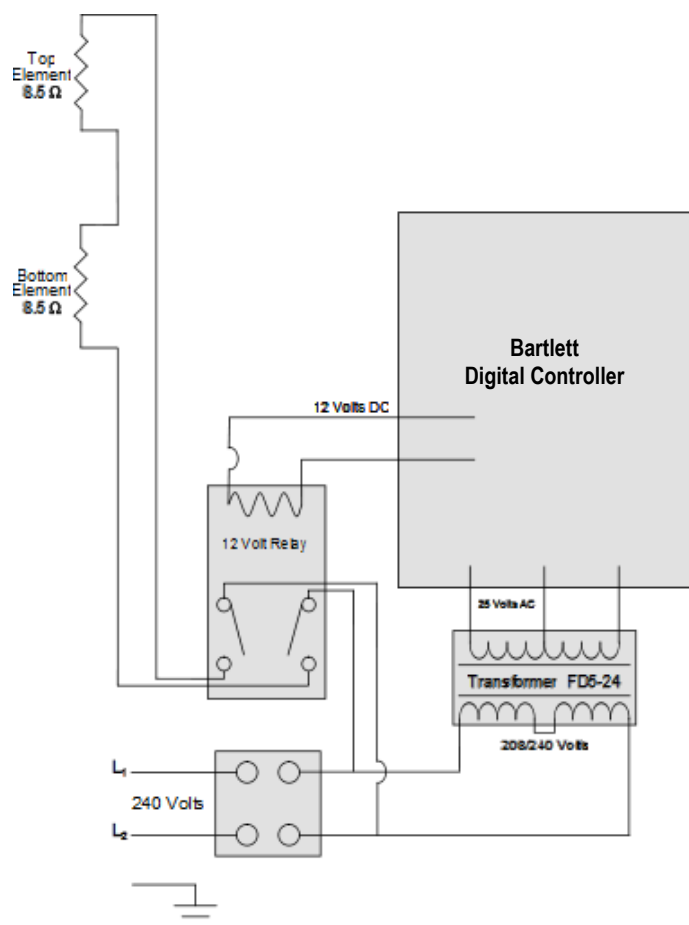 Top
Element
8.5 Ω
Bottom
Element
8.5 Ω
Bartlett
Digital Controller
12 Volts DC
12 Volt Relay
25 Volts AC
Transformer FD5-24
208/240 Volts
L1
240 Volts
L2